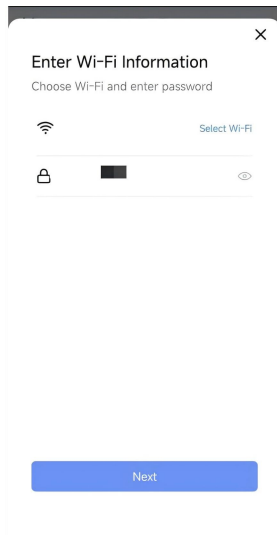 Enter Wi-Fi Information
Choose Wi-Fi and enter password
Select Wi-Fi
Next